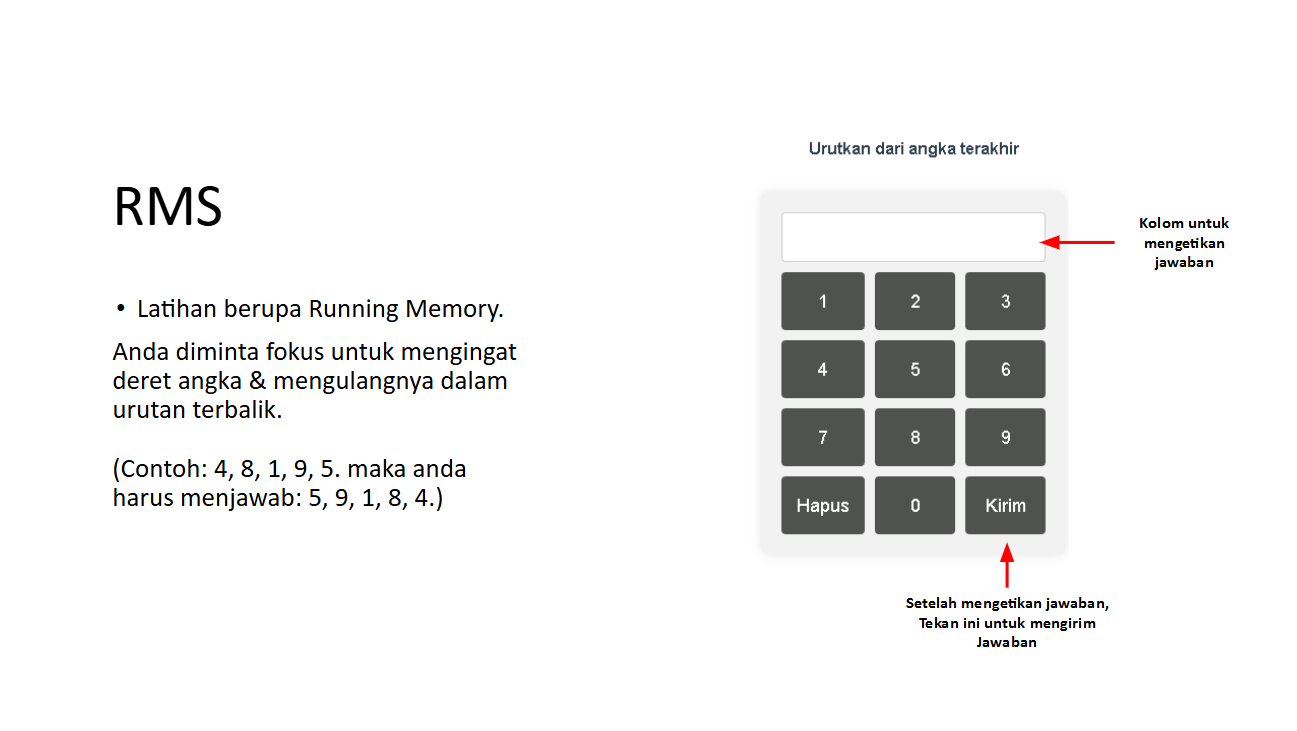 RMS
• Latihan berupa Running Memory.
Anda diminta fokus untuk mengingat
deret angka & mengulangnya dalam
urutan terbalik.
(Contoh: 4, 8, 1, 9, 5. maka anda
harus menjawab: 5, 9, 1, 8, 4.)
Urutkan dari angka terakhir
Kolom untuk
mengetikan
jawaban
1 2 3
4 5 6
7 8 9
Hapus 0 Kirim
Setelah mengetikan jawaban,
Tekan ini untuk mengirim
Jawaban